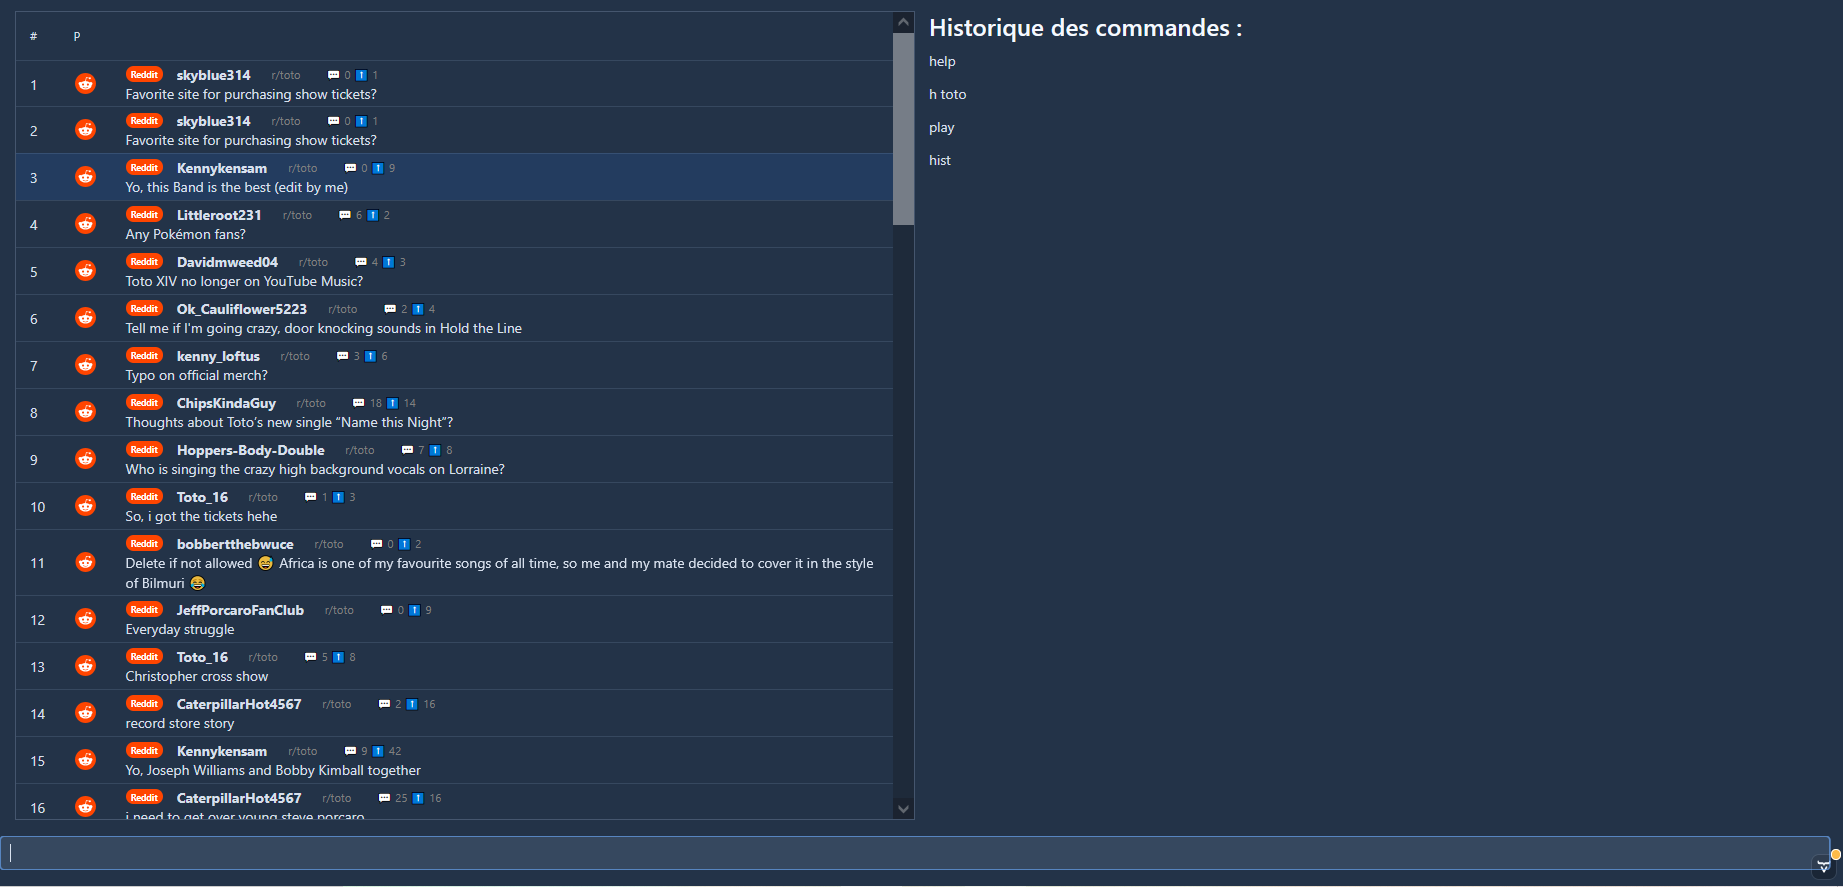 # P
1 Reddit skyblue314 r/toto 0 1
Favorite site for purchasing show tickets?
2 Reddit skyblue314 r/toto 0 1
Favorite site for purchasing show tickets?
3 Reddit Kennykensam r/toto 0 9
Yo, this Band is the best (edit by me)
4 Reddit Littleroot231 r/toto 6 2
Any Pokémon fans?
5 Reddit Davidmweed04 r/toto 4 3
Toto XIV no longer on YouTube Music?
6 Reddit Ok_Cauliflower5223 r/toto 2 4
Tell me if I'm going crazy, door knocking sounds in Hold the Line
7 Reddit kenny_loftus r/toto 3 6
Typo on official merch?
8 Reddit ChipsKindaGuy r/toto 18 14
Thoughts about Toto’s new single “Name this Night”?
9 Reddit Hoppers-Body-Double r/toto 7 8
Who is singing the crazy high background vocals on Lorraine?
10 Reddit Toto_16 r/toto 1 3
So, i got the tickets hehe
11 Reddit bobbertthebwuce r/toto 0 2
Delete if not allowed 😅 Africa is one of my favourite songs of all time, so me and my mate decided to cover it in the style
of Bilmuri 😂
12 Reddit JeffPorcaroFanClub r/toto 0 9
Everyday struggle
13 Reddit Toto_16 r/toto 5 8
Christopher cross show
14 Reddit CaterpillarHot4567 r/toto 2 16
record store story
15 Reddit Kennykensam r/toto 9 42
Yo, Joseph Williams and Bobby Kimball together
16 Reddit CaterpillarHot4567 r/toto 25 16
i need to get over young steve porcaro
Historique des commandes :
help
h toto
play
hist